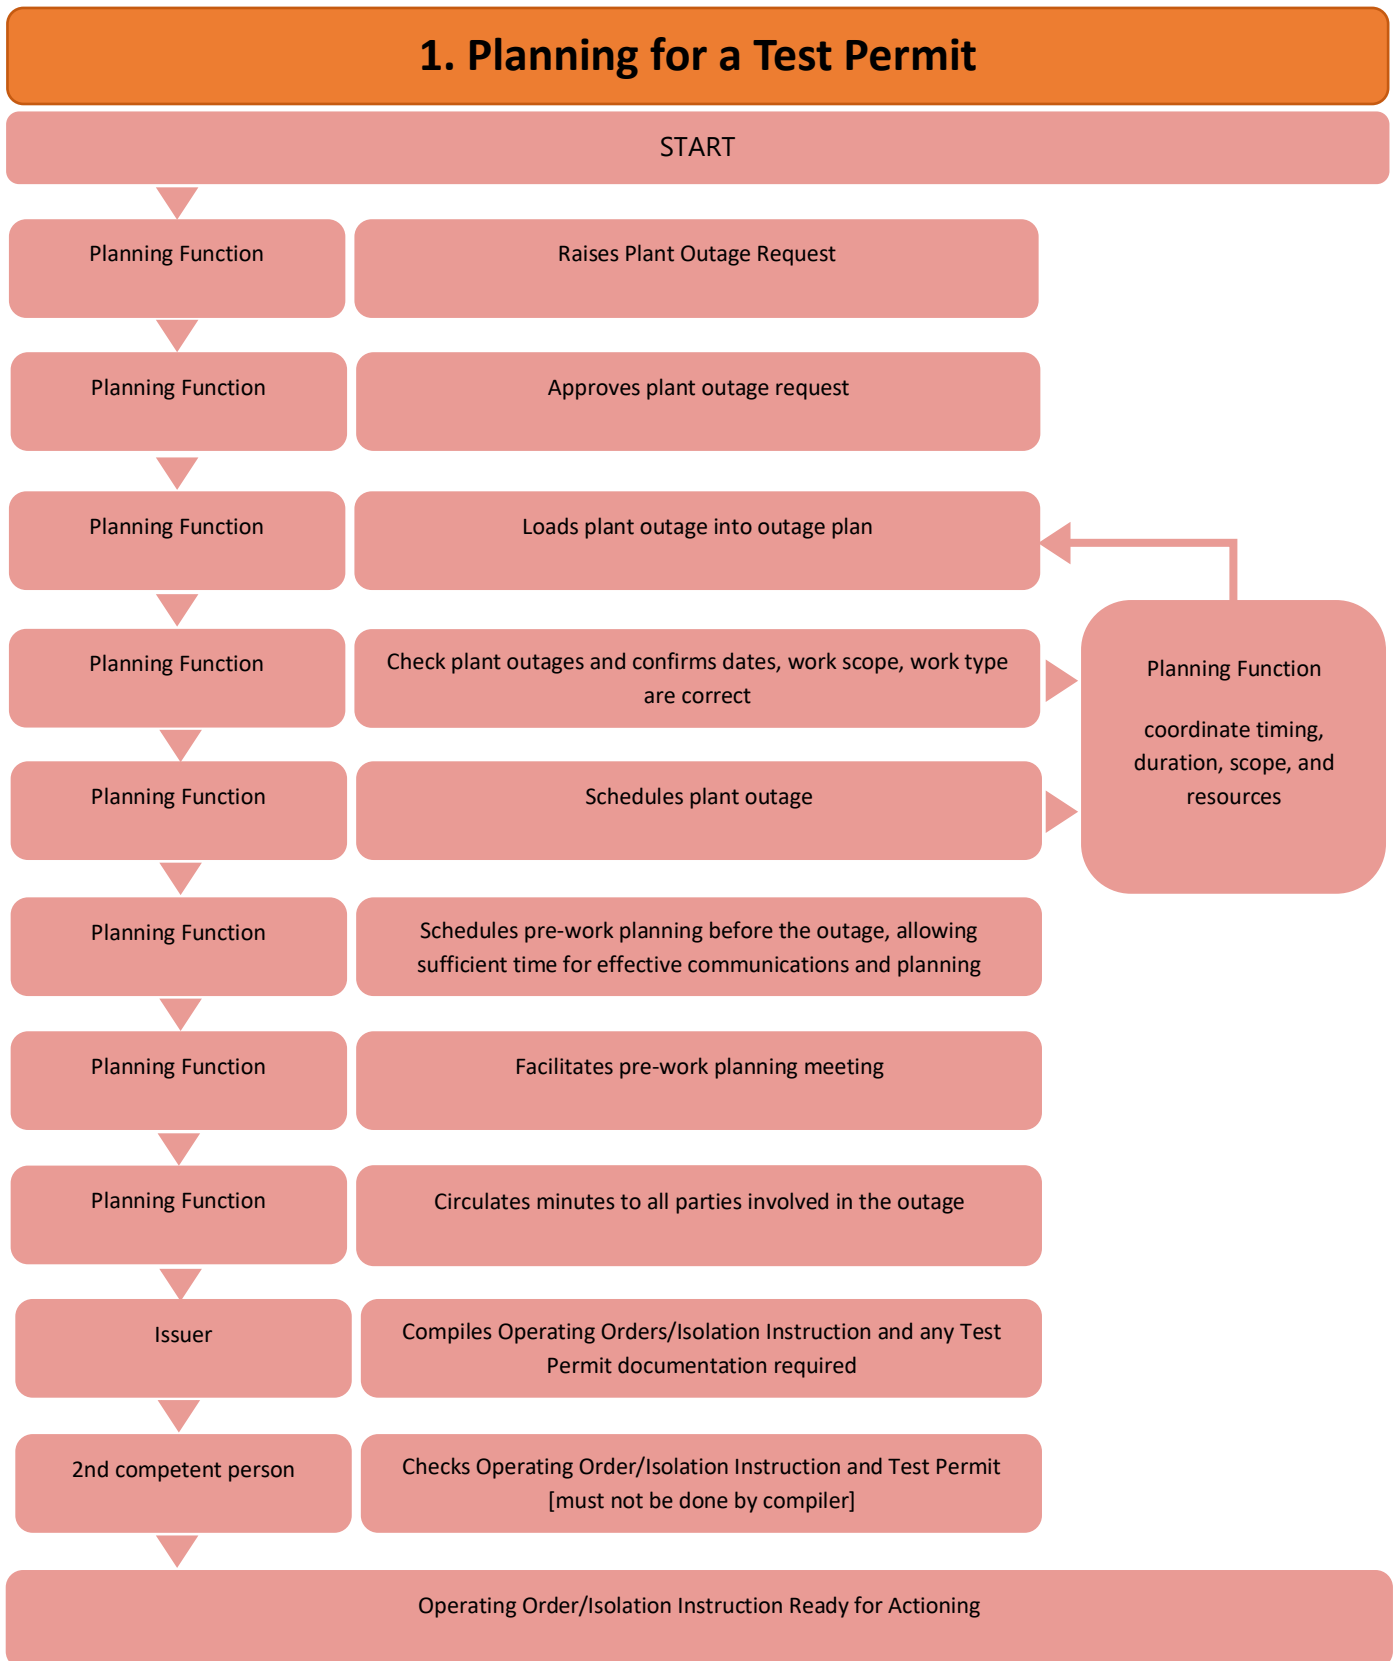 1. Planning for a Test Permit
START
Planning Function
Raises Plant Outage Request
Planning Function
Approves plant outage request
Planning Function
Loads plant outage into outage plan
Planning Function
Check plant outages and confirms dates, work scope, work type
are correct
Planning Function
coordinate timing,
duration, scope, and
resources
Planning Function
Schedules plant outage
Planning Function
Schedules pre-work planning before the outage, allowing
sufficient time for effective communications and planning
Planning Function
Facilitates pre-work planning meeting
Planning Function
Circulates minutes to all parties involved in the outage
Issuer
Compiles Operating Orders/Isolation Instruction and any Test
Permit documentation required
2nd competent person
Checks Operating Order/Isolation Instruction and Test Permit
[must not be done by compiler]
Operating Order/Isolation Instruction Ready for Actioning